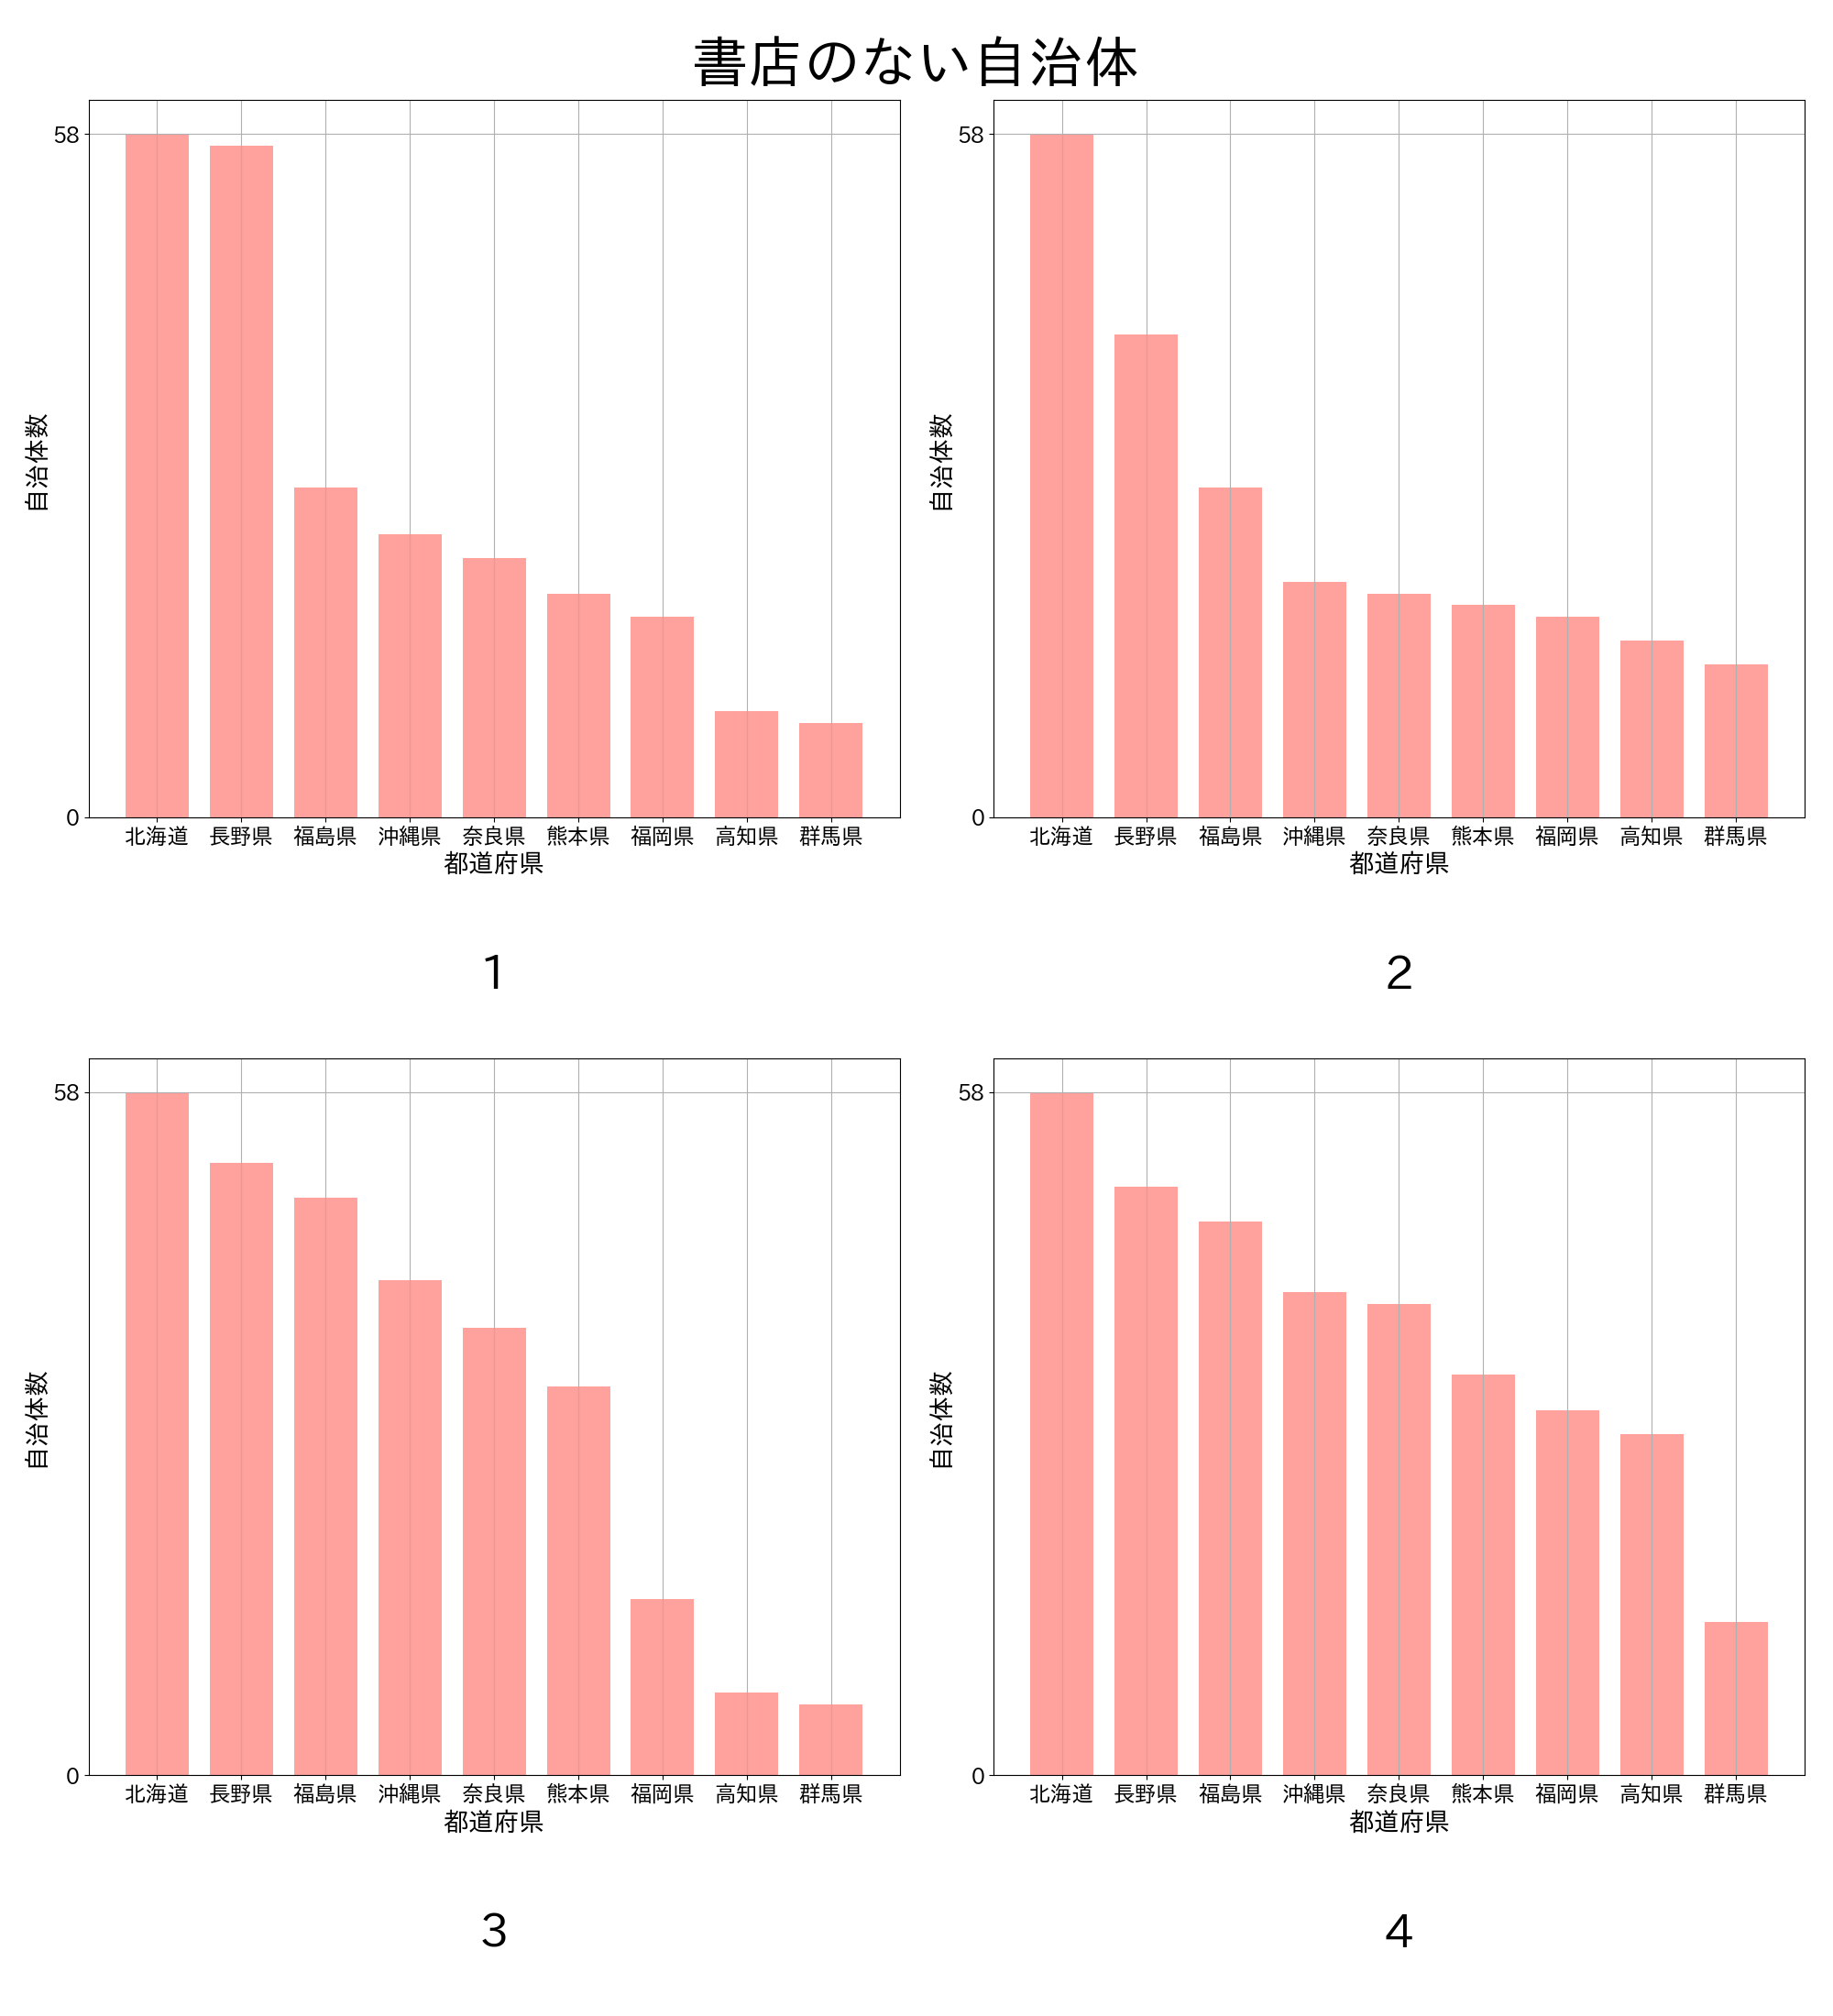 書店のない自治体
58
0
自治体数
北海道 長野県 福島県 沖縄県 奈良県 熊本県 福岡県 高知県 群馬県
都道府県
1
58
0
自治体数
北海道 長野県 福島県 沖縄県 奈良県 熊本県 福岡県 高知県 群馬県
都道府県
2
58
0
自治体数
北海道 長野県 福島県 沖縄県 奈良県 熊本県 福岡県 高知県 群馬県
都道府県
3
58
0
自治体数
北海道 長野県 福島県 沖縄県 奈良県 熊本県 福岡県 高知県 群馬県
都道府県
4